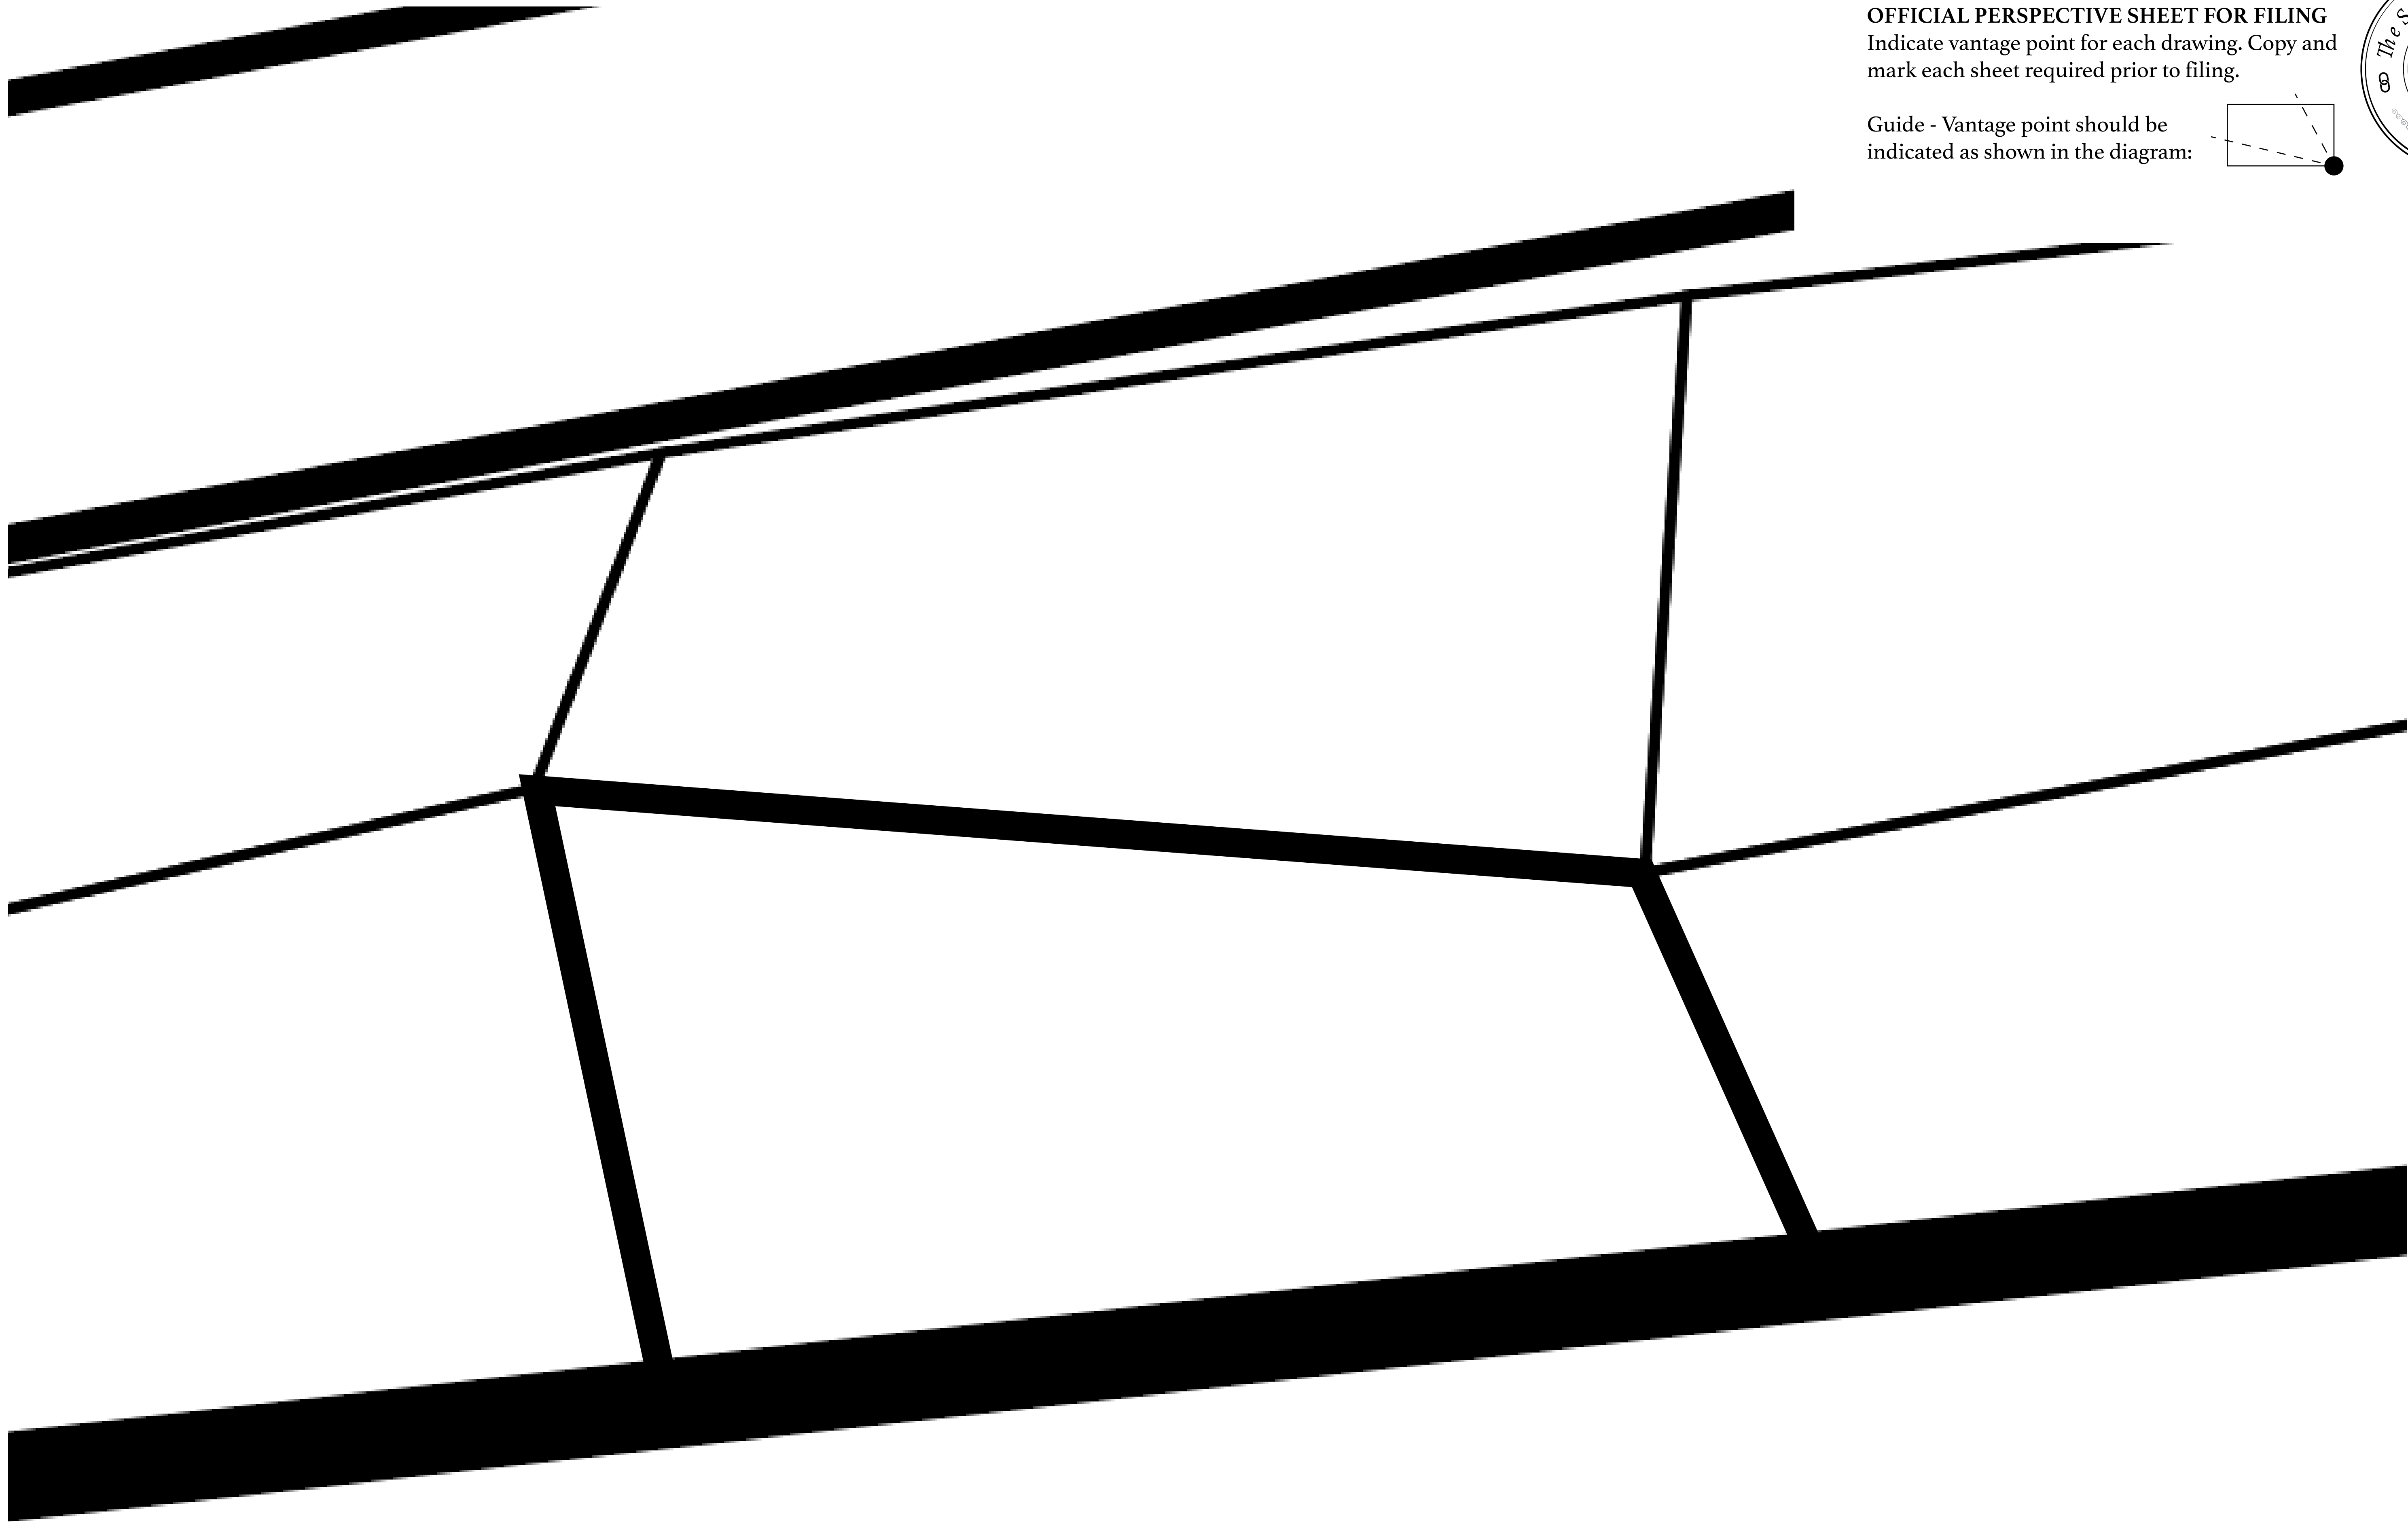 OFFICIAL PERSPECTIVE SHEET FOR FILING
Indicate vantage point for each drawing. Copy and
mark each sheet required prior to filing.
Guide - Vantage point should be
indicated as shown in the diagram:
The